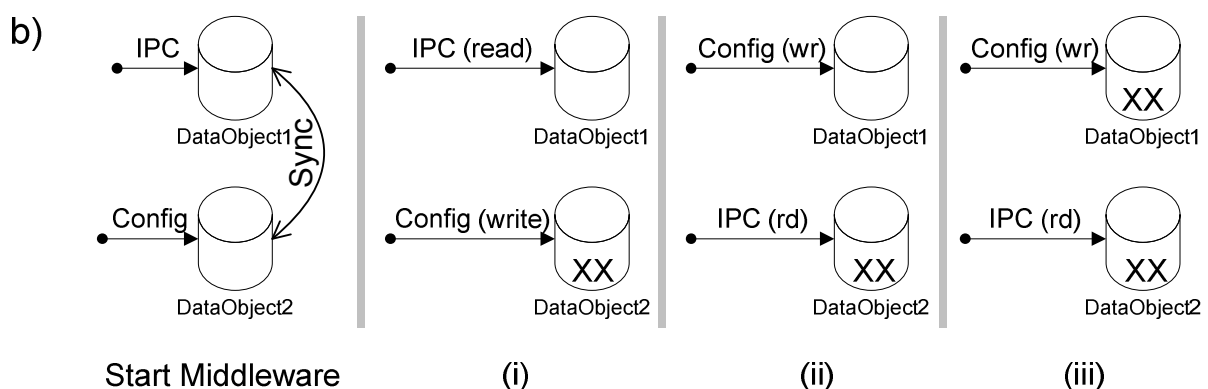 b)
IPC
DataObject1
Sync
Config
DataObject2
Start Middleware
IPC (read)
DataObject1
Config (write)
XX
DataObject2
(i)
Config (wr)
DataObject1
IPC (rd)
XX
DataObject2
(ii)
Config (wr)
XX
DataObject1
IPC (rd)
XX
DataObject2
(iii)